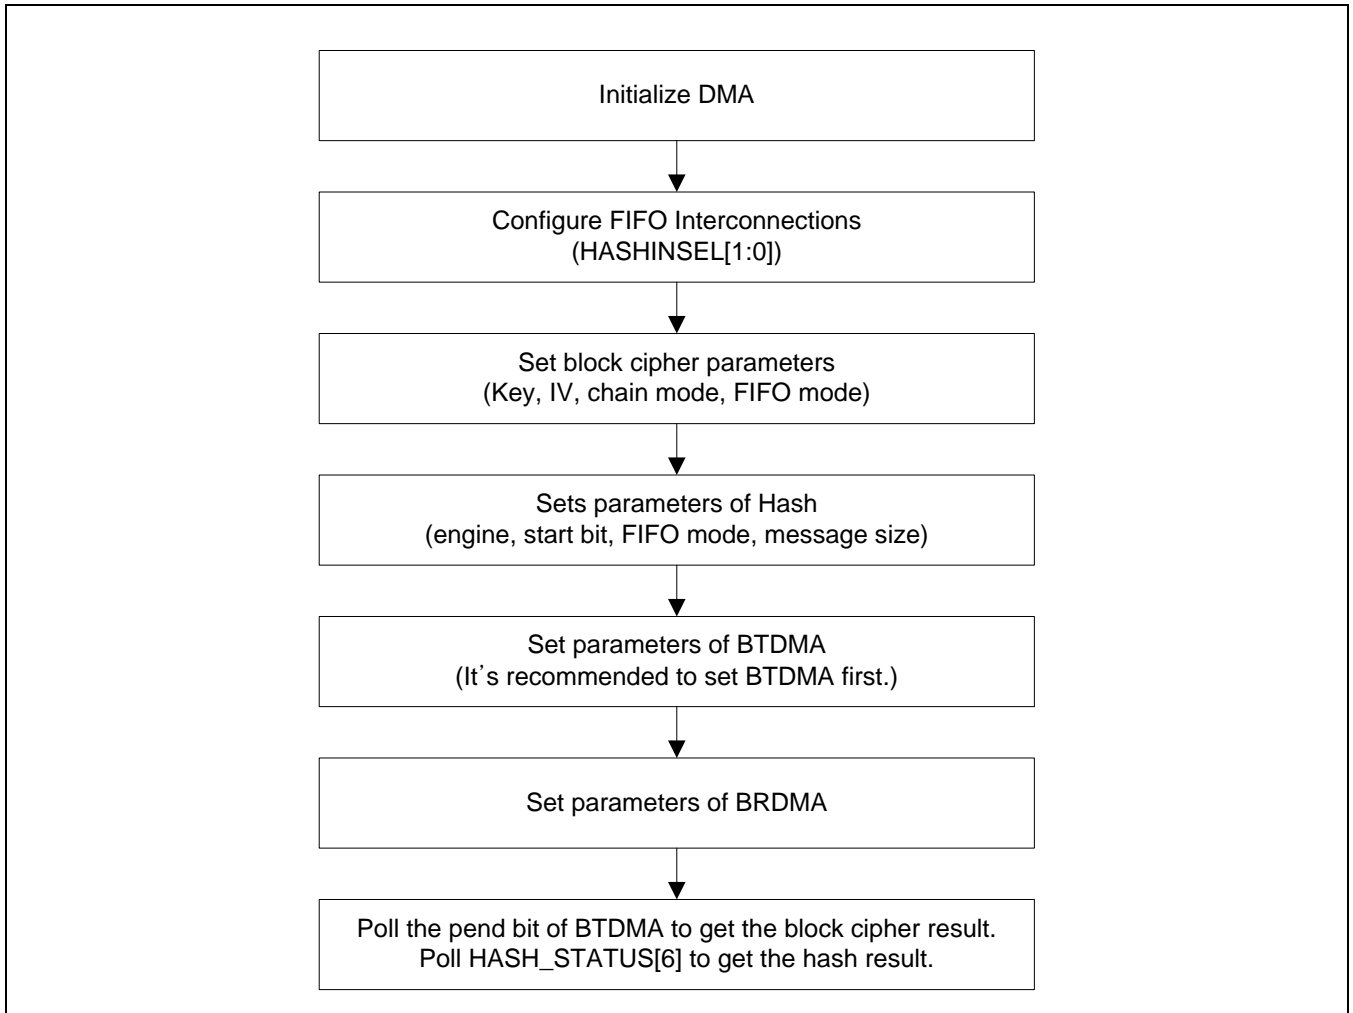 Initialize DMA
Configure FIFO Interconnections
(HASHINSEL[1:0])
Set block cipher parameters
(Key, IV, chain mode, FIFO mode)
Sets parameters of Hash
(engine, start bit, FIFO mode, message size)
Set parameters of BTDMA
(It’s recommended to set BTDMA first.)
Set parameters of BRDMA
Poll the pend bit of BTDMA to get the block cipher result.
Poll HASH_STATUS[6] to get the hash result.